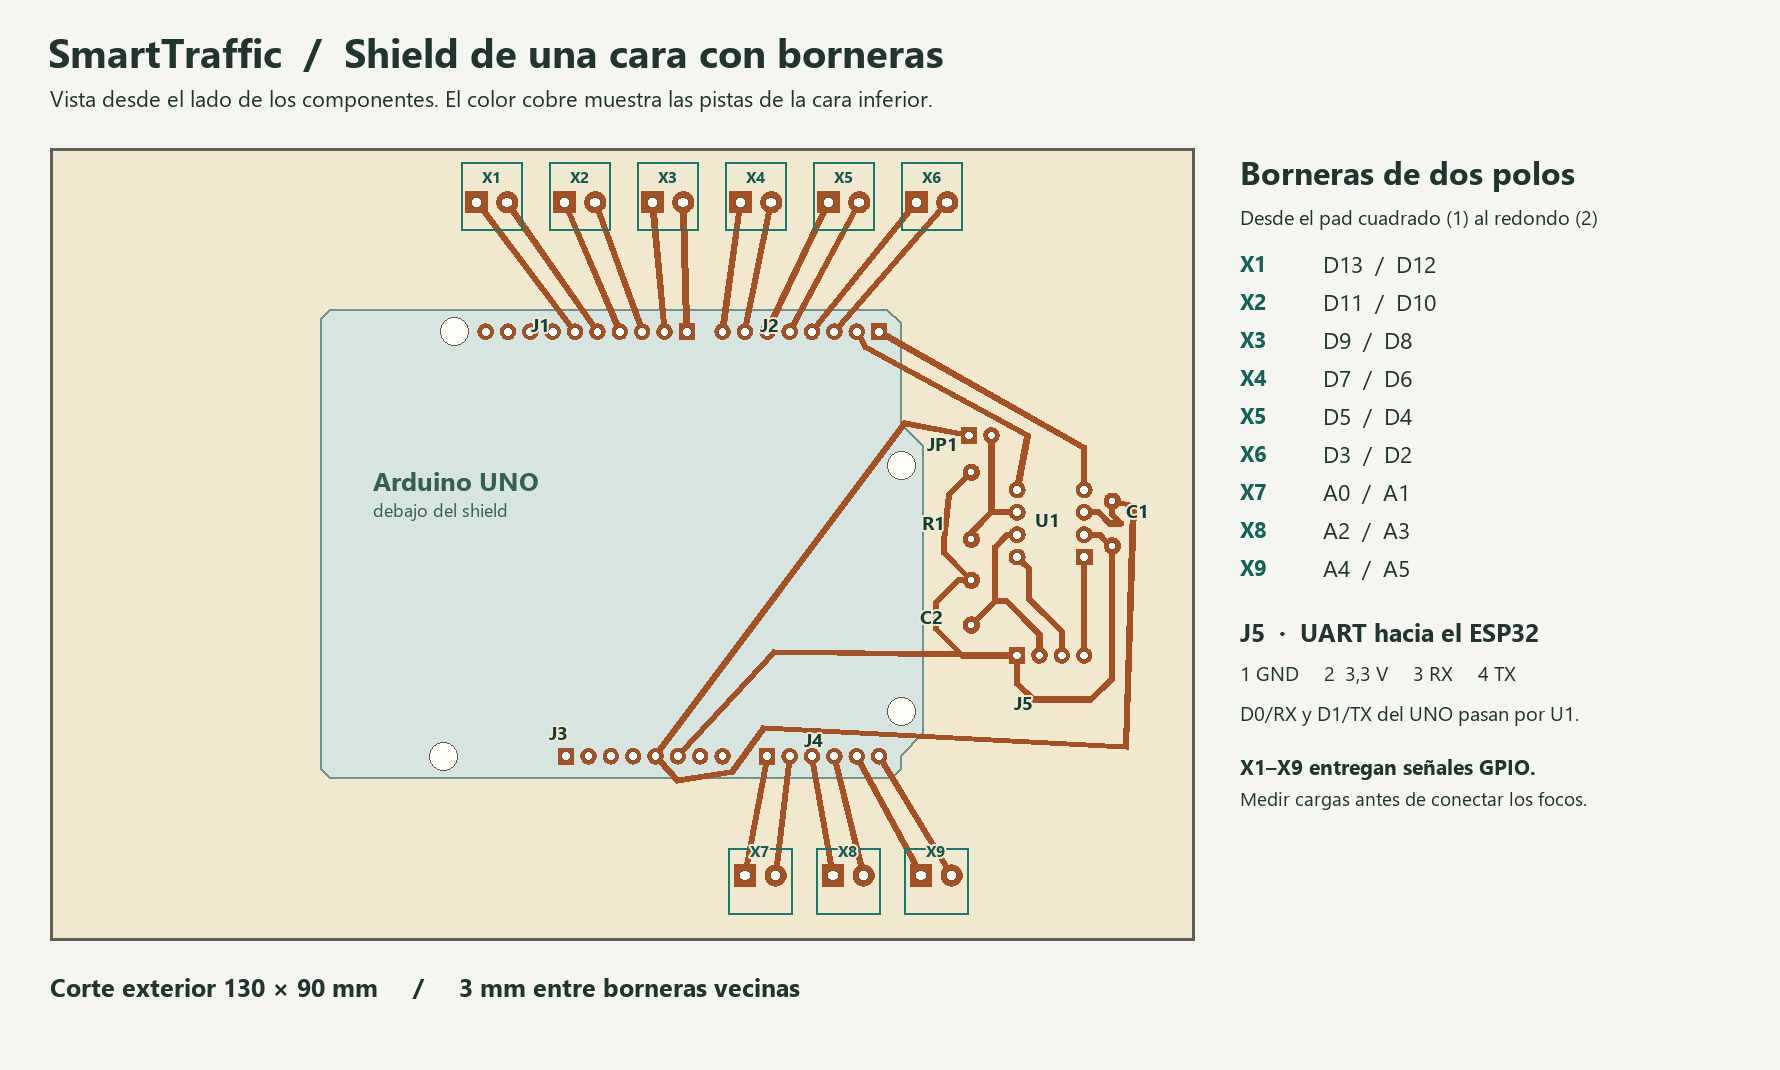 SmartTraffic / Shield de una cara con borneras
Vista desde el lado de los componentes. El color cobre muestra las pistas de la cara inferior.
X1 X2 X3 X4 X5 X6
J1 J2
JP1
Arduino UNO
debajo del shield
R1 U1 C1
C2
J5
J3
J4
X7 X8 X9
Borneras de dos polos
Desde el pad cuadrado (1) al redondo (2)
X1 D13 / D12
X2 D11 / D10
X3 D9 / D8
X4 D7 / D6
X5 D5 / D4
X6 D3 / D2
X7 A0 / A1
X8 A2 / A3
X9 A4 / A5
J5 · UART hacia el ESP32
1 GND 2 3,3 V 3 RX 4 TX
D0/RX y D1/TX del UNO pasan por U1.
X1–X9 entregan señales GPIO.
Medir cargas antes de conectar los focos.
Corte exterior 130 × 90 mm / 3 mm entre borneras vecinas